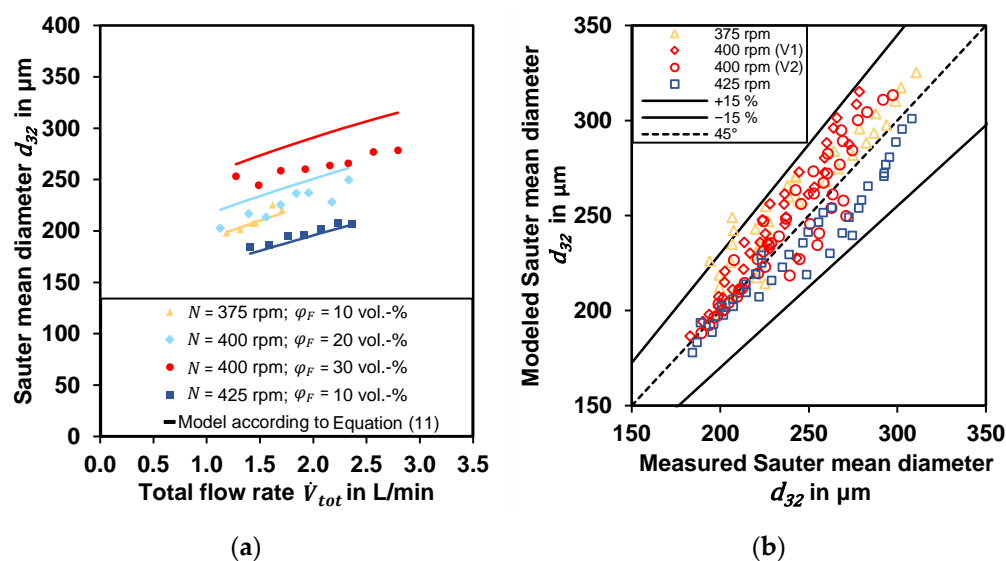 400
350
300
250
200
150
100
50
0
Sauter mean diameter d32 in µm
N = 375 rpm; φF = 10 vol.-%
N = 400 rpm; φF = 20 vol.-%
N = 400 rpm; φF = 30 vol.-%
N = 425 rpm; φF = 10 vol.-%
Model according to Equation (11)
0.0 0.5 1.0 1.5 2.0 2.5 3.0 3.5
Total flow rate V̇tot in L/min
(a)
350
300
250
200
150
Modeled Sauter mean diameter
d32 in µm
375 rpm
400 rpm (V1)
400 rpm (V2)
425 rpm
+15 %
−15 %
45°
150 200 250 300 350
Measured Sauter mean diameter
d32 in µm
(b)